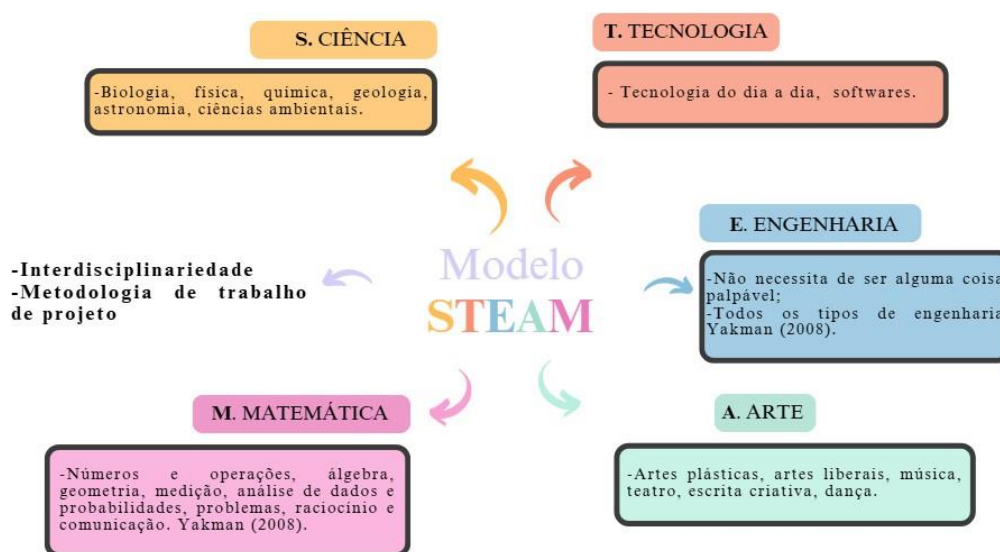 S. CIÊNCIA
-Biologia, física, química, geologia,
astronomia, ciências ambientais.
T. TECNOLOGIA
- Tecnologia do dia a dia, softwares.
E. ENGENHARIA
-Não necessita de ser alguma coisa
palpável;
-Todos os tipos de engenharia
Yakman (2008).
Modelo
STEAM
-Interdisciplinariedade
-Metodologia de trabalho
de projeto
M. MATEMÁTICA
-Números e operações, álgebra,
geometria, medição, análise de dados e
probabilidades, problemas, raciocínio e
comunicação. Yakman (2008).
A. ARTE
-Artes plásticas, artes liberais, música,
teatro, escrita criativa, dança.